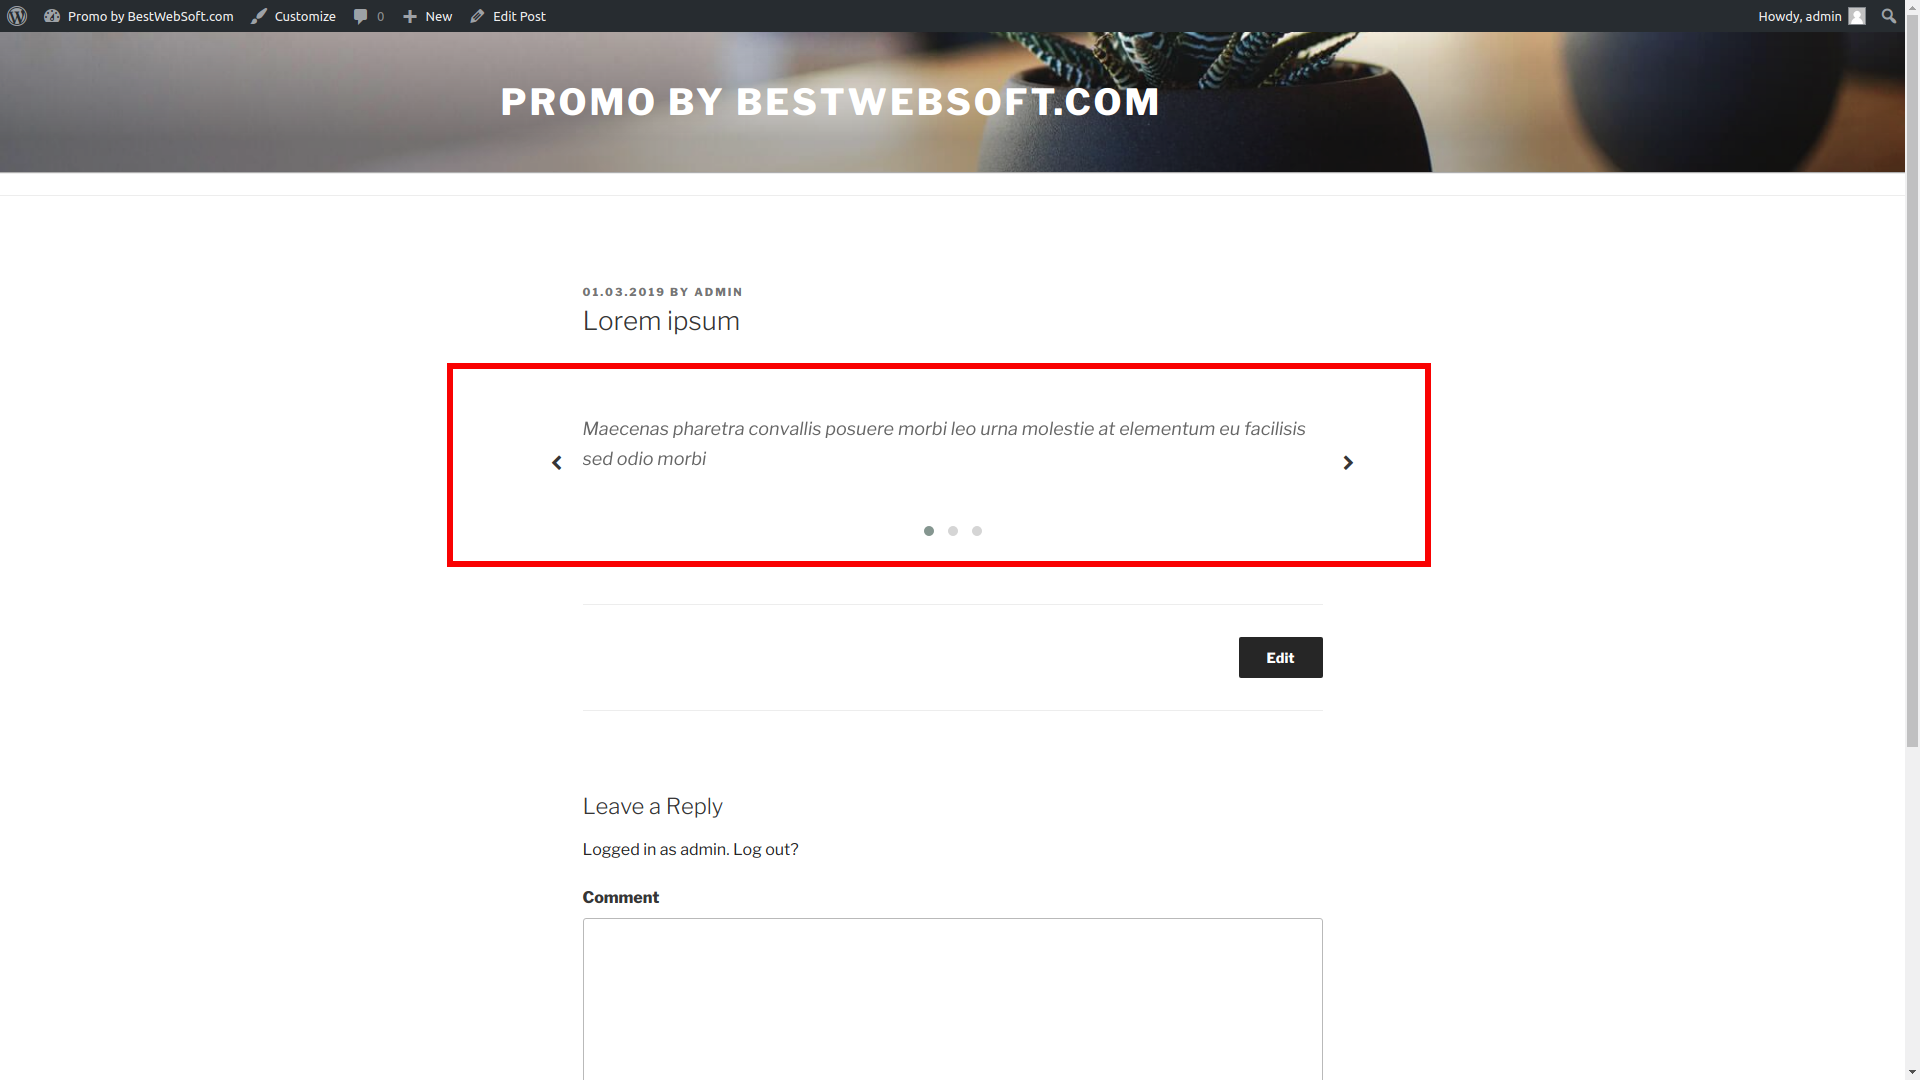 Promo by BestWebSoft.com Customize 0 New Edit Post Howdy, admin
PROMO BY BESTWEBSOFT.COM
01.03.2019 BY ADMIN
Lorem ipsum
Maecenas pharetra convallis posuere morbi leo urna molestie at elementum eu facilisis
sed odio morbi
Edit
Leave a Reply
Logged in as admin. Log out?
Comment